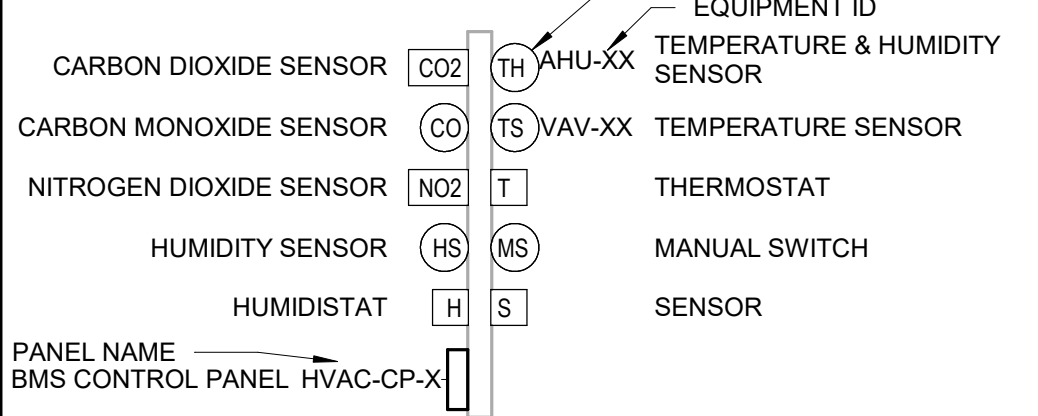 EQUIPMENT ID
CARBON DIOXIDE SENSOR CO2 TH AHU-XX TEMPERATURE & HUMIDITY
SENSOR
CARBON MONOXIDE SENSOR CO TS VAV-XX TEMPERATURE SENSOR
NITROGEN DIOXIDE SENSOR NO2 T THERMOSTAT
HUMIDITY SENSOR HS MS MANUAL SWITCH
HUMIDISTAT H S SENSOR
PANEL NAME
BMS CONTROL PANEL HVAC-CP-X